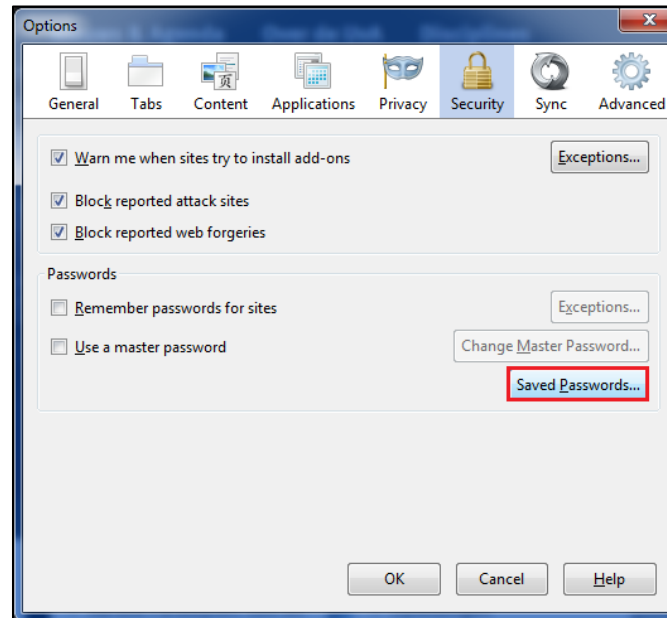 Options
General Tabs Content Applications Privacy Security Sync Advanced
Warn me when sites try to install add-ons Exceptions...
Block reported attack sites
Block reported web forgeries
Passwords
Remember passwords for sites Exceptions...
Use a master password Change Master Password...
Saved Passwords...
OK Cancel Help